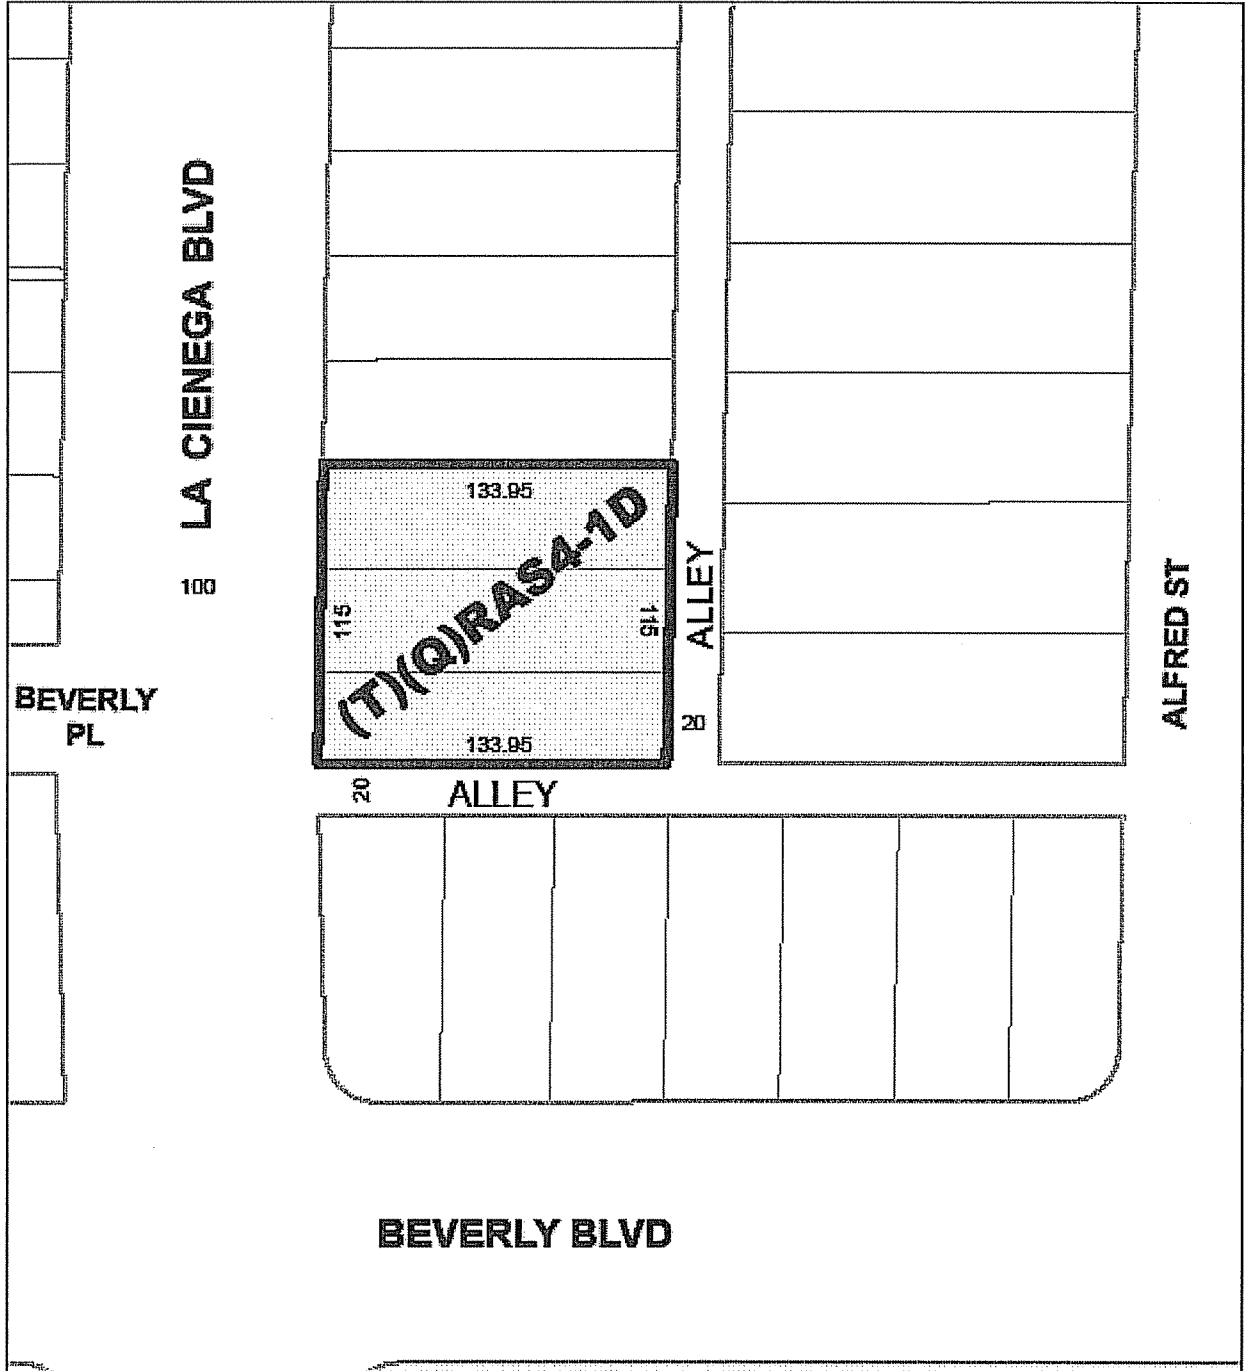 LA CIENEGA BLVD
100
BEVERLY
PL
133.95
115
(T)(Q)RAS4-1D
115
133.95
ALLEY
20
20
ALLEY
ALFRED ST
BEVERLY BLVD